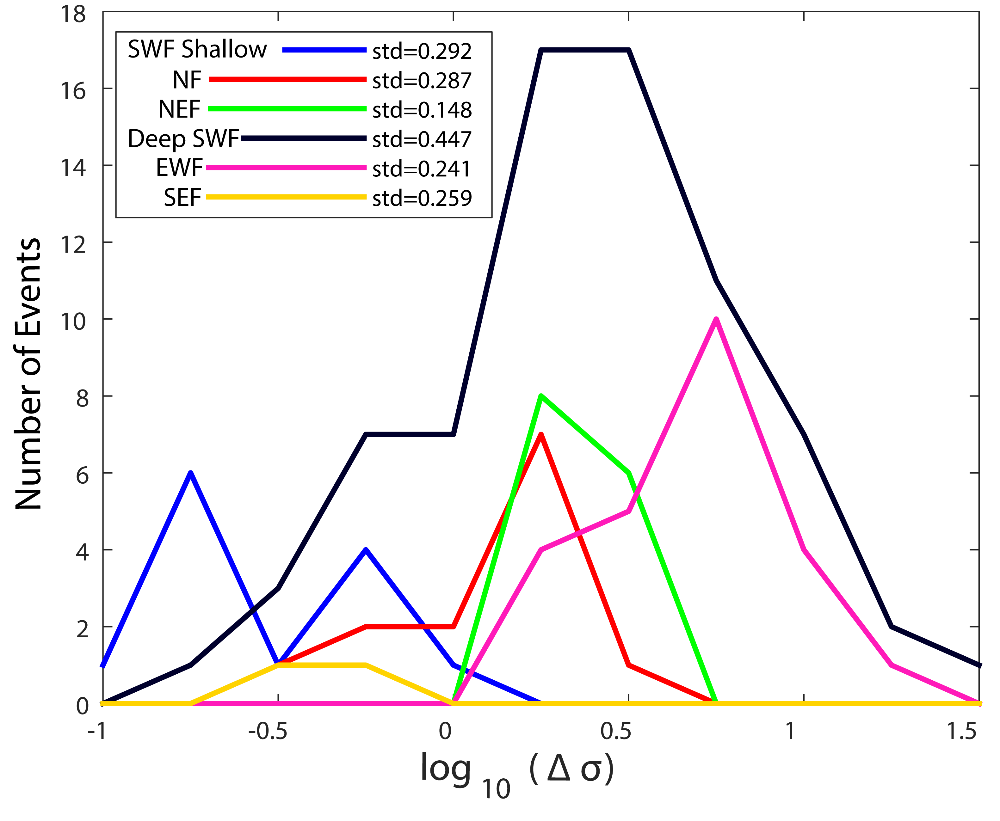 18
16
14
12
10
8
6
4
2
0
Number of Events
SWF Shallow std=0.292
NF std=0.287
NEF std=0.148
Deep SWF std=0.447
EWF std=0.241
SEF std=0.259
-1 -0.5 0 0.5 1 1.5
log 10 (Δ σ)